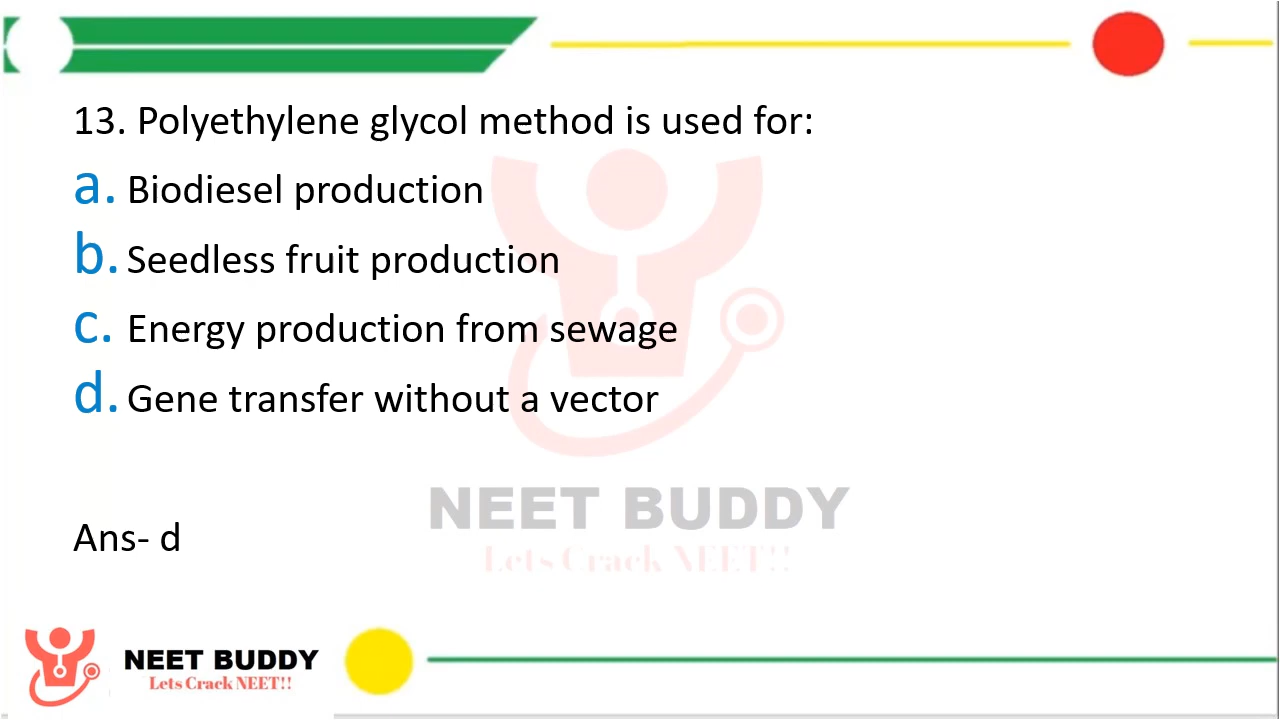 13. Polyethylene glycol method is used for:
a. Biodiesel production
b. Seedless fruit production
c. Energy production from sewage
d. Gene transfer without a vector
NEET BUDDY
Lets Crack NEET!!
Ans- d
NEET BUDDY
Lets Crack NEET!!